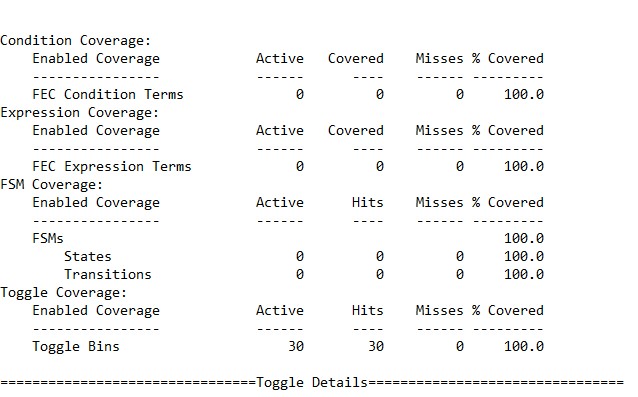 Condition Coverage:
    Enabled Coverage            Active   Covered    Misses % Covered
    ----------------            ------      ----    ------ ---------
    FEC Condition Terms              0         0         0     100.0
Expression Coverage:
    Enabled Coverage            Active   Covered    Misses % Covered
    ----------------            ------      ----    ------ ---------
    FEC Expression Terms             0         0         0     100.0
FSM Coverage:
    Enabled Coverage            Active      Hits    Misses % Covered
    ----------------            ------      ----    ------ ---------
    FSMs                                                   100.0
        States                       0         0         0     100.0
        Transitions                  0         0         0     100.0
Toggle Coverage:
    Enabled Coverage            Active      Hits    Misses % Covered
    ----------------            ------      ----    ------ ---------
    Toggle Bins                     30        30         0     100.0
================================Toggle Details================================